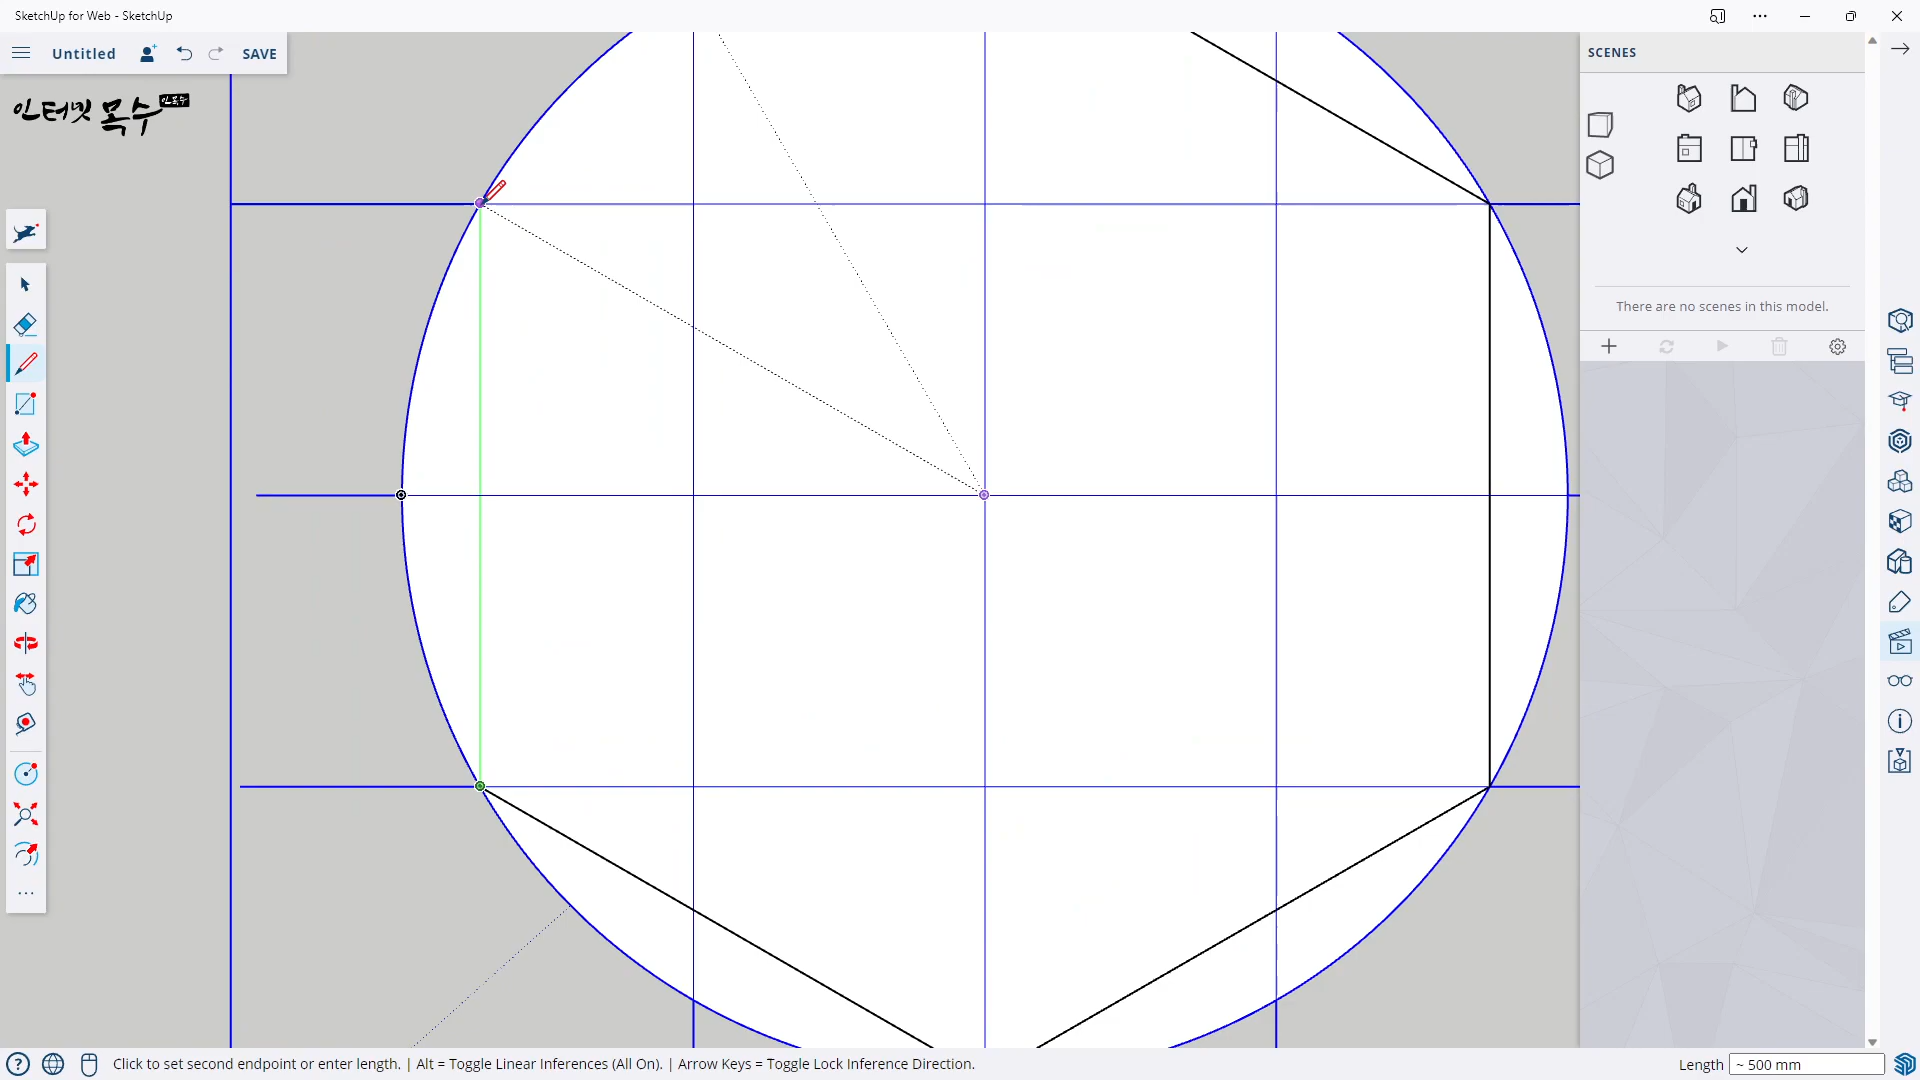 SketchUp for Web - SketchUp
Untitled
SAVE
인터넷 목수
SCENES
There are no scenes in this model.
Click to set second endpoint or enter length. | Alt = Toggle Linear Inferences (All On). | Arrow Keys = Toggle Lock Inference Direction.
Length ~ 500 mm